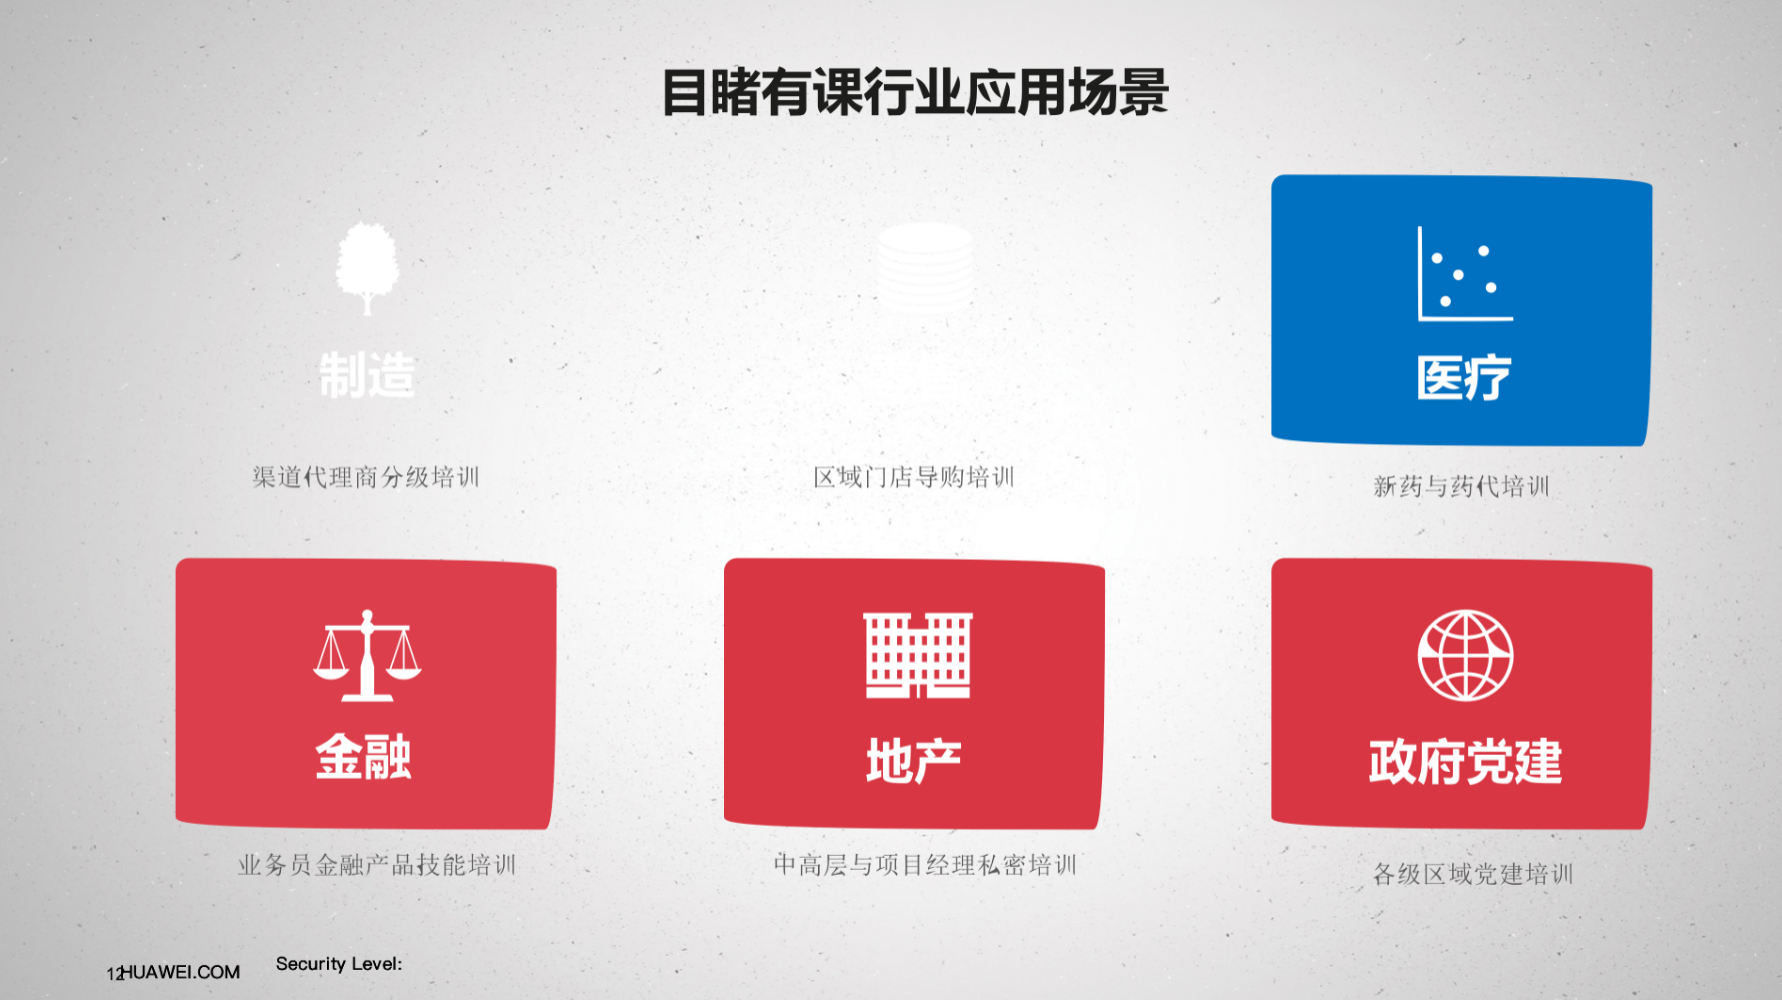 目睹有课行业应用场景
制造
医疗
渠道代理商分级培训
区域门店导购培训
新药与药代培训
金融
地产
政府党建
业务员金融产品技能培训
中高层与项目经理私密培训
各级区域党建培训
12HUAWEI.COM
Security Level: